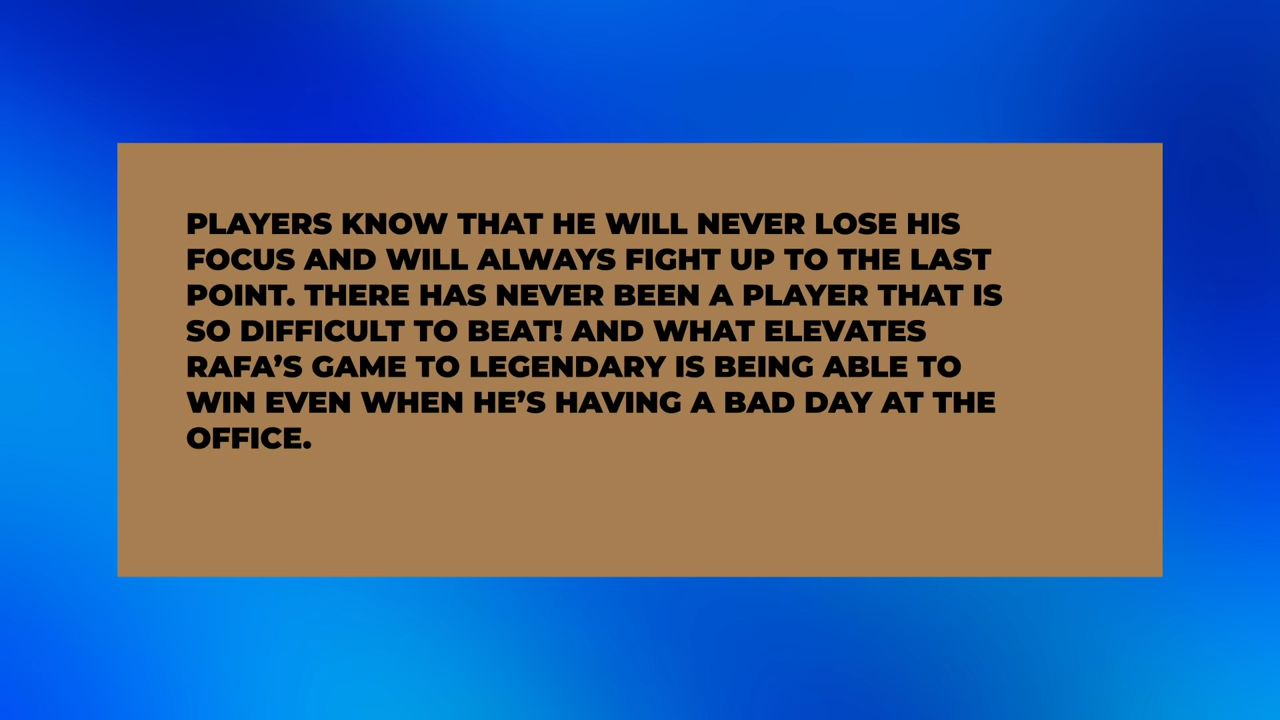 PLAYERS KNOW THAT HE WILL NEVER LOSE HIS
FOCUS AND WILL ALWAYS FIGHT UP TO THE LAST
POINT. THERE HAS NEVER BEEN A PLAYER THAT IS
SO DIFFICULT TO BEAT! AND WHAT ELEVATES
RAFA’S GAME TO LEGENDARY IS BEING ABLE TO
WIN EVEN WHEN HE’S HAVING A BAD DAY AT THE
OFFICE.